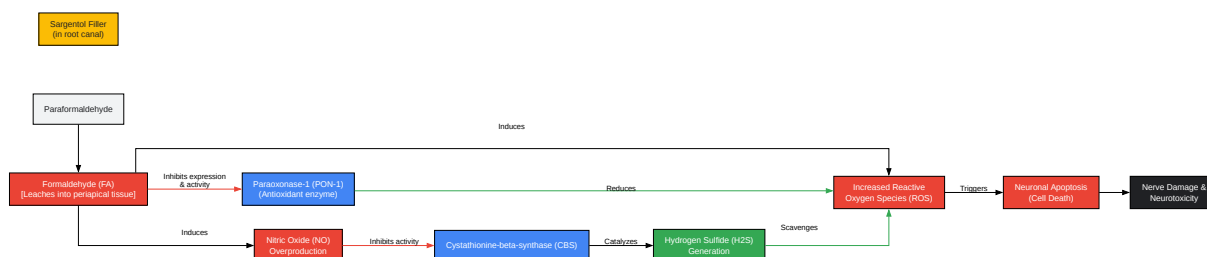 Sargentol Filler
(in root canal)
Paraformaldehyde
Induces
Formaldehyde (FA)
[Leaches into periapical tissue]
Inhibits expression
& activity
Paraoxonase-1 (PON-1)
(Antioxidant enzyme)
Reduces
Increased Reactive
Oxygen Species (ROS)
Triggers
Neuronal Apoptosis
(Cell Death)
Nerve Damage &
Neurotoxicity
Induces
Nitric Oxide (NO)
Overproduction
Inhibits activity
Cystathionine-beta-synthase (CBS)
Catalyzes
Hydrogen Sulfide (H2S)
Generation
Scavenges